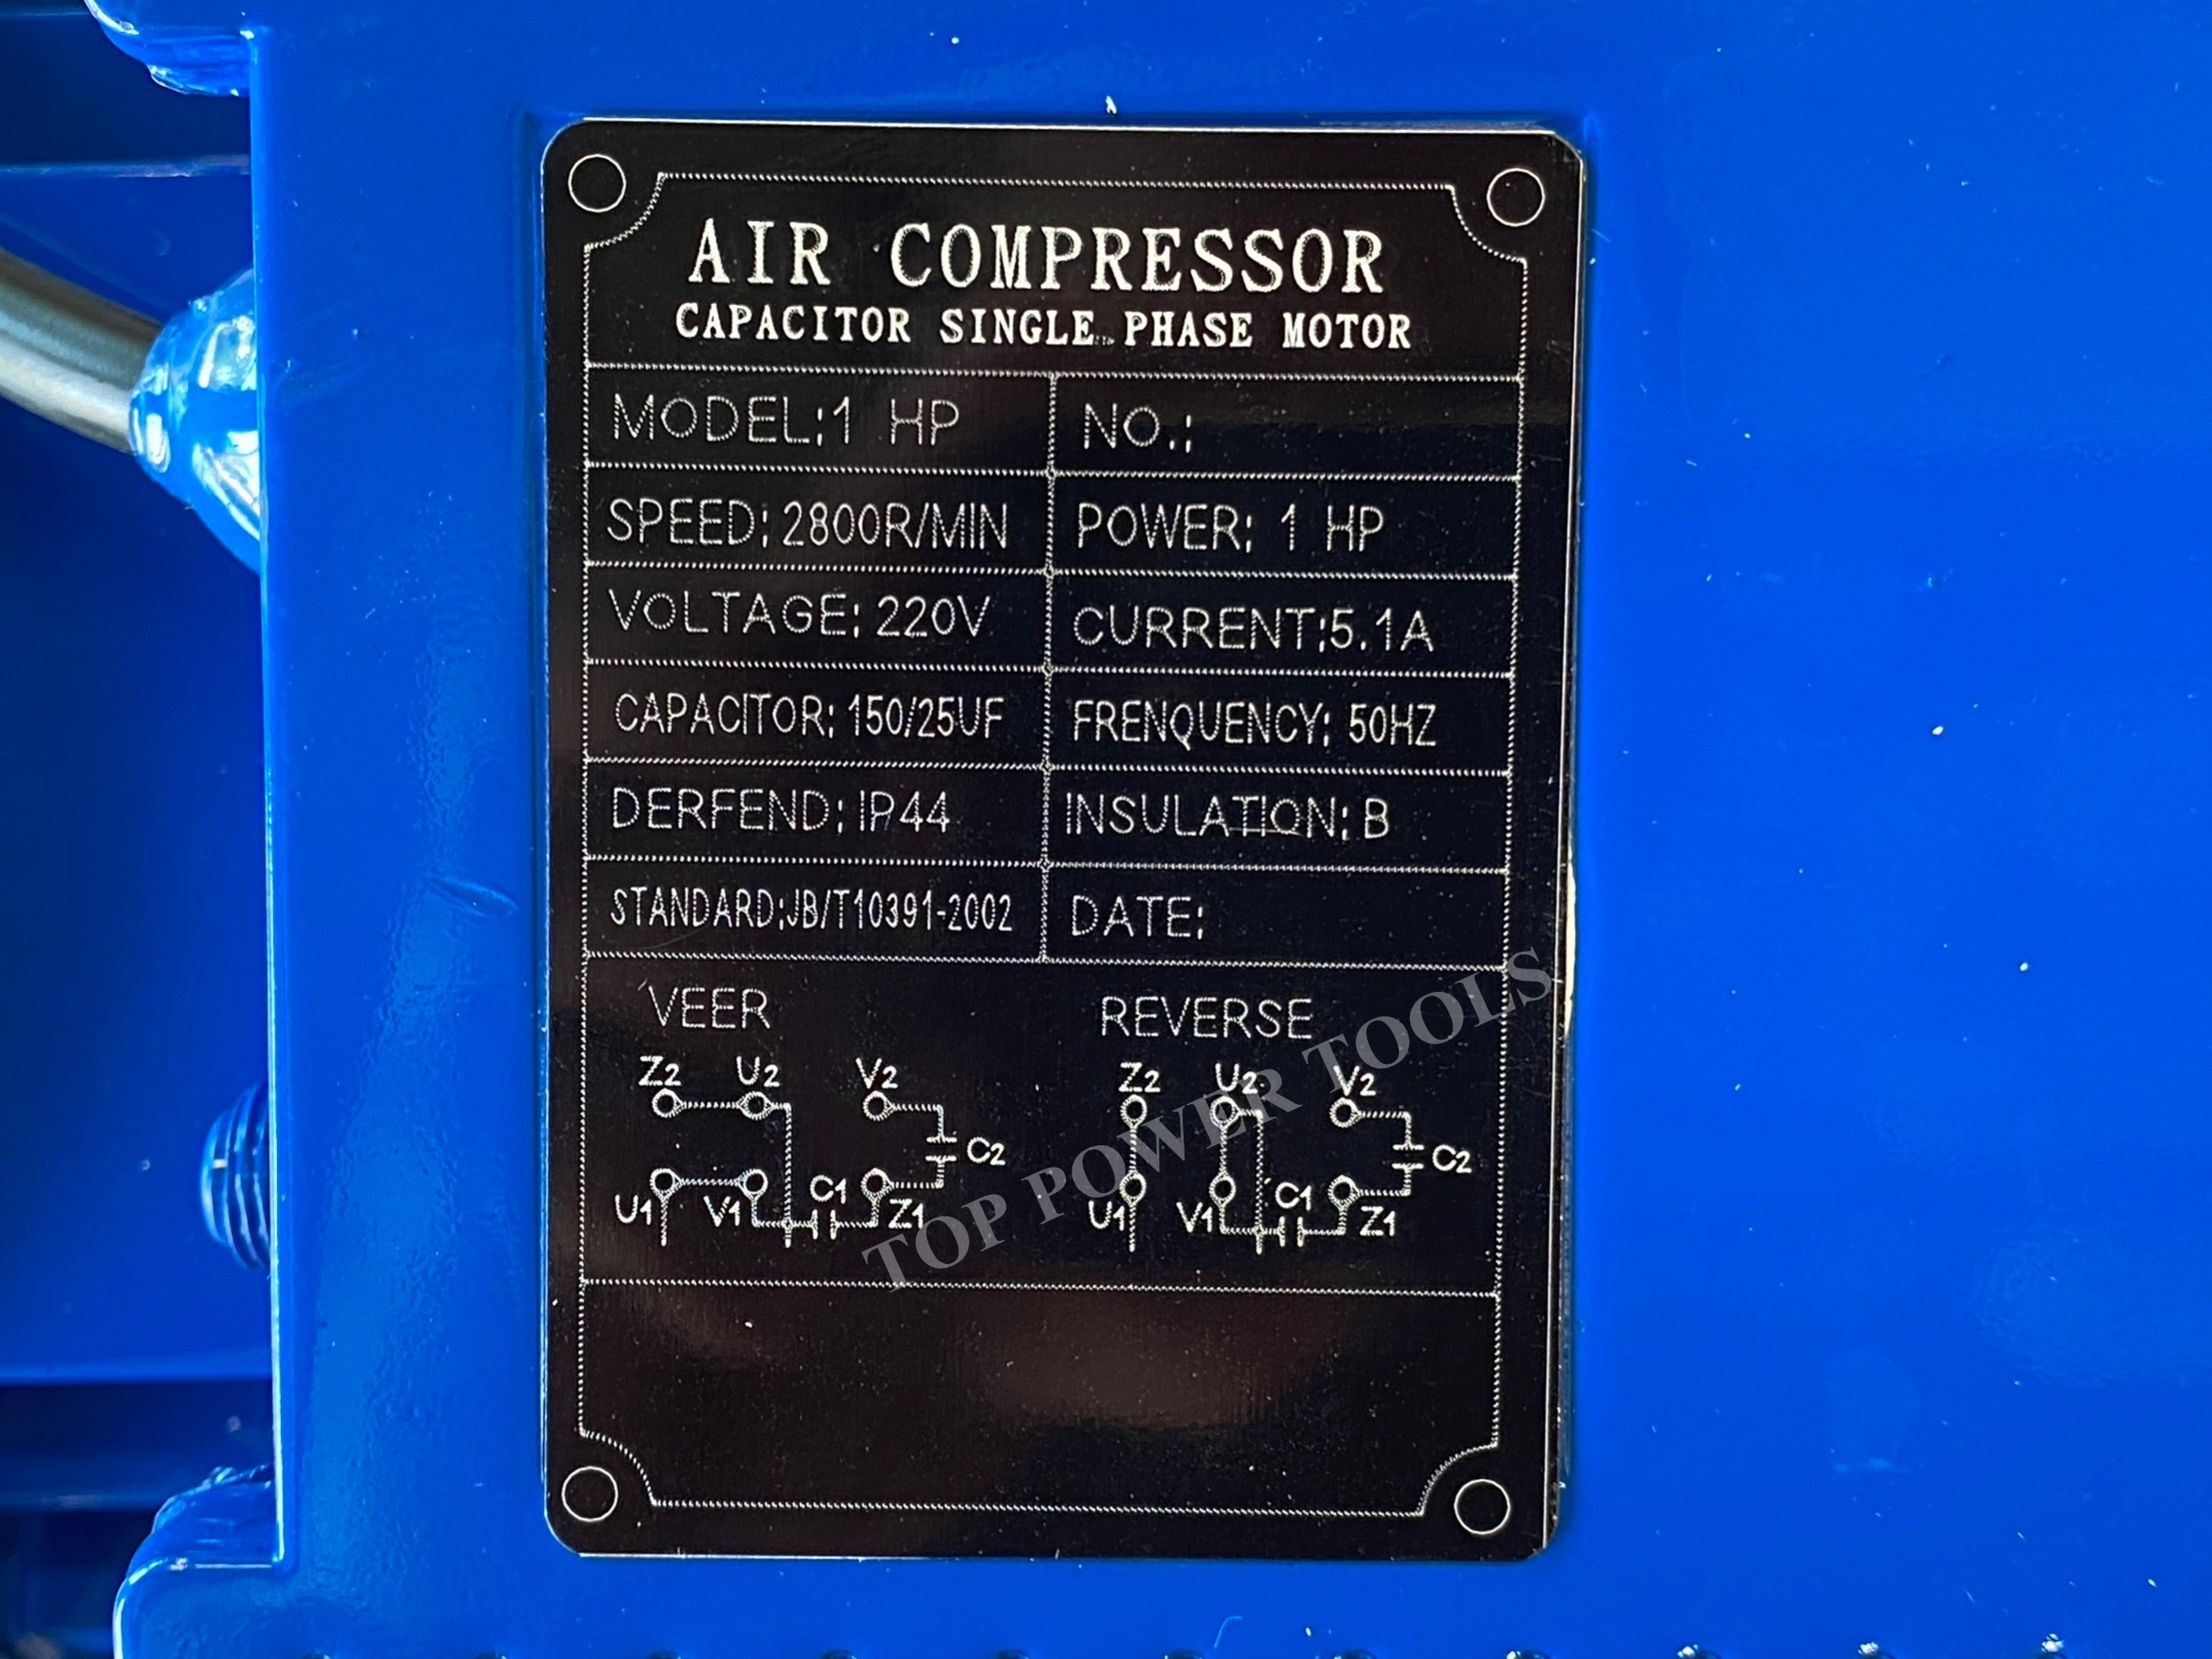 AIR COMPRESSOR
CAPACITOR SINGLE PHASE MOTOR
MODEL:1 HP NO.:
SPEED: 2800R/MIN POWER: 1 HP
VOLTAGE: 220V CURRENT:5.1A
CAPACITOR: 150/25UF FRENQUENCY: 50HZ
DERFEND: IP44 INSULATION: B
STANDARD:JB/T10391-2002 DATE:
VEER REVERSE
Z2 U2 V2 Z2 U2 V2
C2 C2
U1 V1 C1 Z1 U1 V1 C1 Z1
TOP POWER TOOLS